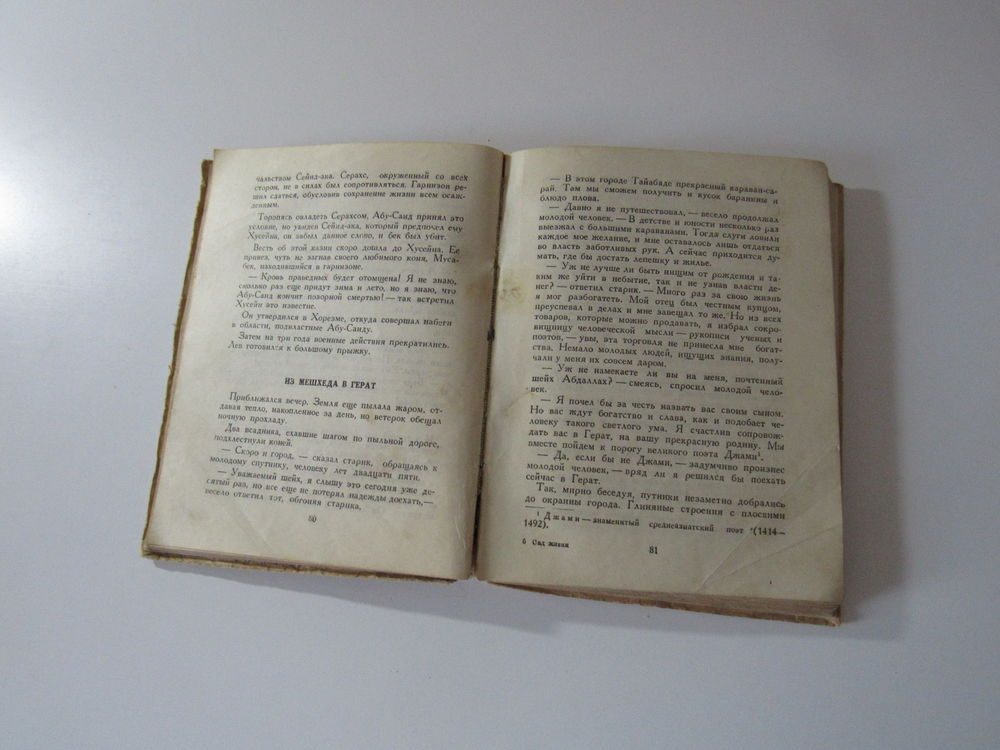 чальством Сейид-ака. Серахс, окруженный со всех
сторон, не в силах был сопротивляться. Гарнизон ре-
шил сдаться, обусловив сохранение жизни всем осаж-
денным.
Торопясь овладеть Серахсом, Абу-Саид принял это
условие, но увидев Сейид-ака, который предпочел ему
Хусейна, он забыл данное слово, и бек был убит.
Весть об этой казни скоро дошла до Хусейна. Ее
привез, чуть не загнав своего любимого коня, Муса-
бек, находившийся в гарнизоне.
— Кровь праведных будет отомщена! Я не знаю,
сколько раз еще придут зима и лето, но я знаю, что
Абу-Саид кончит позорной смертью! — так встретил
Хусейн это известие.
Он утвердился в Хорезме, откуда совершал набеги
в области, подвластные Абу-Саиду.
Затем на три года военные действия прекратились.
Лев готовился к большому прыжку.
ИЗ МЕШХЕДА В ГЕРАТ
Приближался вечер. Земля еще пылала жаром, от-
давая тепло, накопленное за день, но ветерок обещал
ночную прохладу.
Два всадника, ехавшие шагом по пыльной дороге,
подхлестнули коней.
— Скоро и город, — сказал старик, обращаясь к
молодому спутнику, человеку лет двадцати пяти.
— Уважаемый шейх, я слышу это сегодня уже де-
сятый раз, но все еще не потерял надежды доехать,—
весело ответил тот, обгоняя старика.
80
— В этом городе Тайабаде прекрасный караван-са-
рай. Там мы сможем получить и кусок баранины и
блюдо плова.
— Давно я не путешествовал, — весело продолжал
молодой человек. — В детстве и юности несколько раз
выезжал с большими караванами. Тогда слуги ловили
каждое мое желание, и мне оставалось лишь отдаться
во власть заботливых рук. А сейчас приходится ду-
мать, где бы достать лепешку и жилье.
— Уж не лучше ли быть нищим от рождения и та-
ким же уйти в небытие, так и не узнав власти де-
нег? — ответил старик. — Много раз за свою жизнь
я мог разбогатеть. Мой отец был честным купцом,
преуспевал в делах и мне завещал то же. Но из всех
товаров, которые можно продавать, я избрал сокро-
вищницу человеческой мысли — рукописи ученых и
поэтов, — увы, эта торговля не принесла мне богат-
ства. Немало молодых людей, ищущих знания, полу-
чали у меня их совсем даром.
— Уж не намекаете ли вы на меня, почтенный
шейх Абдаллах? — смеясь, спросил молодой чело-
век.
— Я почел бы за честь назвать вас своим сыном.
Но вас ждут богатство и слава, как и подобает че-
ловеку такого светлого ума. Я счастлив сопровож-
дать вас в Герат, на вашу прекрасную родину. Мы
вместе пойдем к порогу великого поэта Джами¹.
— Да, если бы не Джами, — задумчиво произнес
молодой человек, — вряд ли я решился бы поехать
сейчас в Герат.
Так, мирно беседуя, путники незаметно добрались
до окраины города. Глиняные строения с плоскими
¹ Джами — знаменитый среднеазиатский поэт (1414—
1492).
6 Сад жизни
81